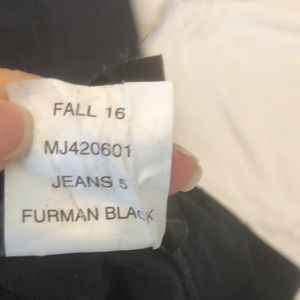 FALL 16
MJ420601
JEANS 5
FURMAN BLACK